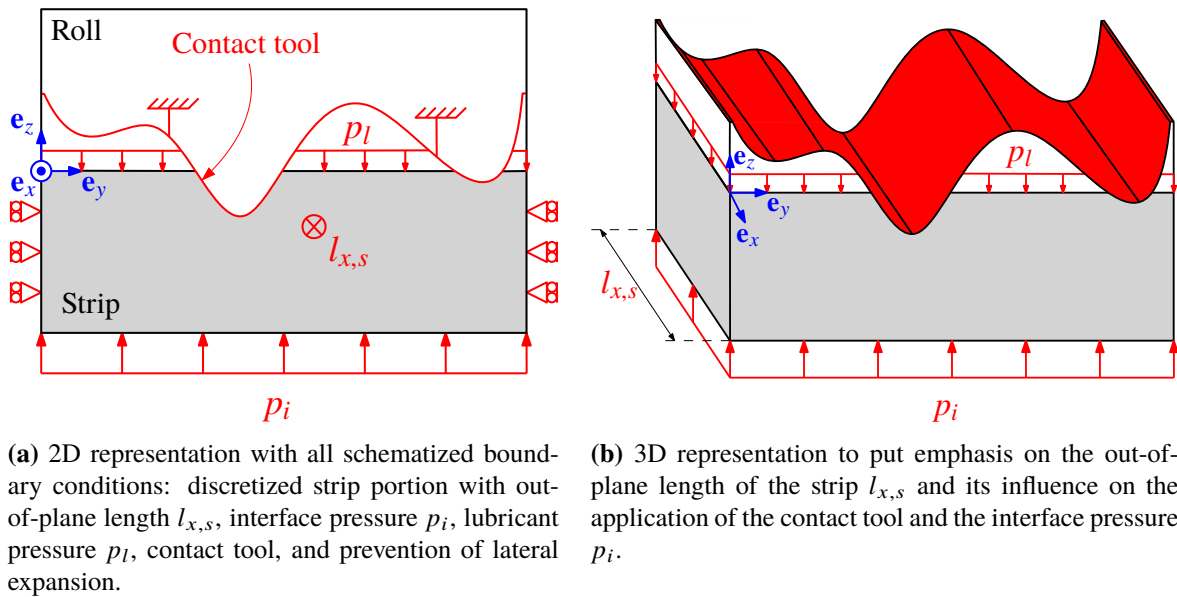 Roll
Contact tool
e_z
p_l
e_x
e_y
l_{x,s}
Strip
p_i
p_l
e_z
e_y
e_x
l_{x,s}
p_i
(a) 2D representation with all schematized bound-
ary conditions: discretized strip portion with out-
of-plane length l_{x,s}, interface pressure p_i, lubricant
pressure p_l, contact tool, and prevention of lateral
expansion.
(b) 3D representation to put emphasis on the out-of-
plane length of the strip l_{x,s} and its influence on the
application of the contact tool and the interface pressure
p_i.